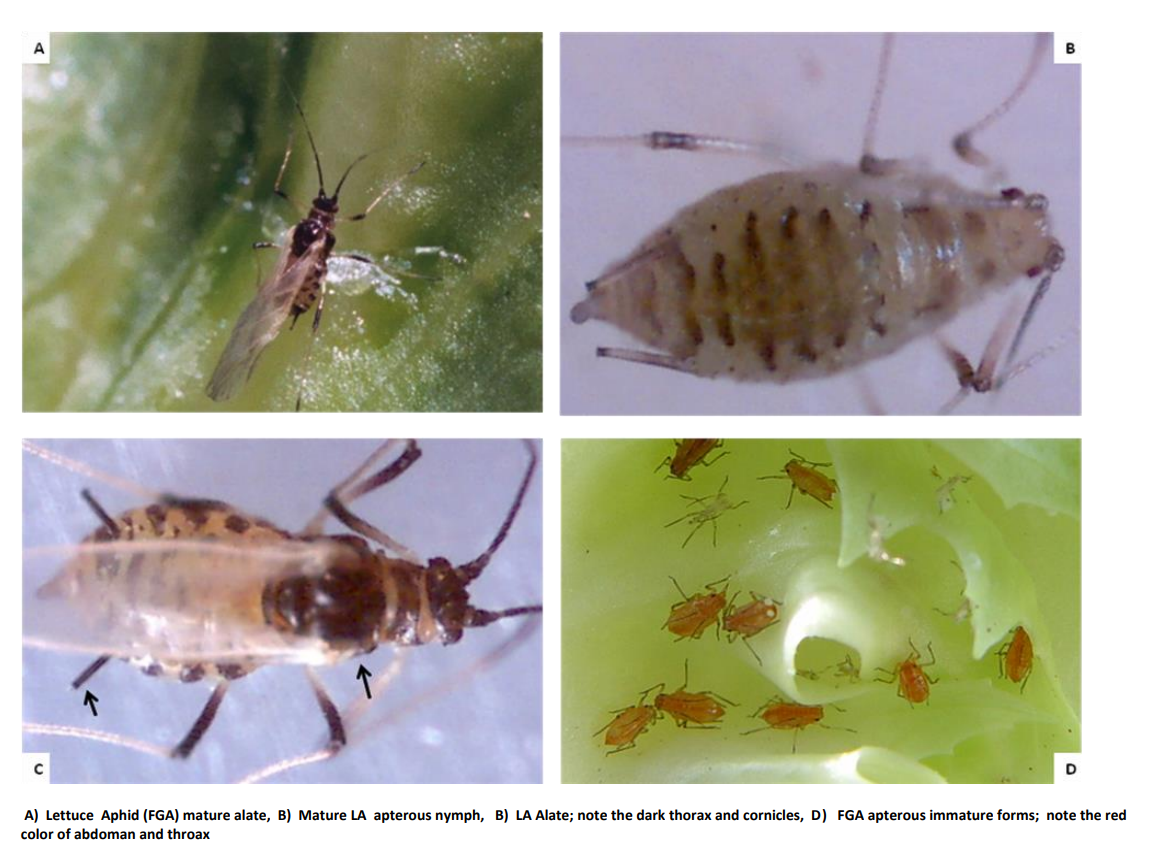 A
B
C
D
A) Lettuce Aphid (FGA) mature alate, B) Mature LA apterous nymph, B) LA Alate; note the dark thorax and cornicles, D) FGA apterous immature forms; note the red
color of abdoman and throax